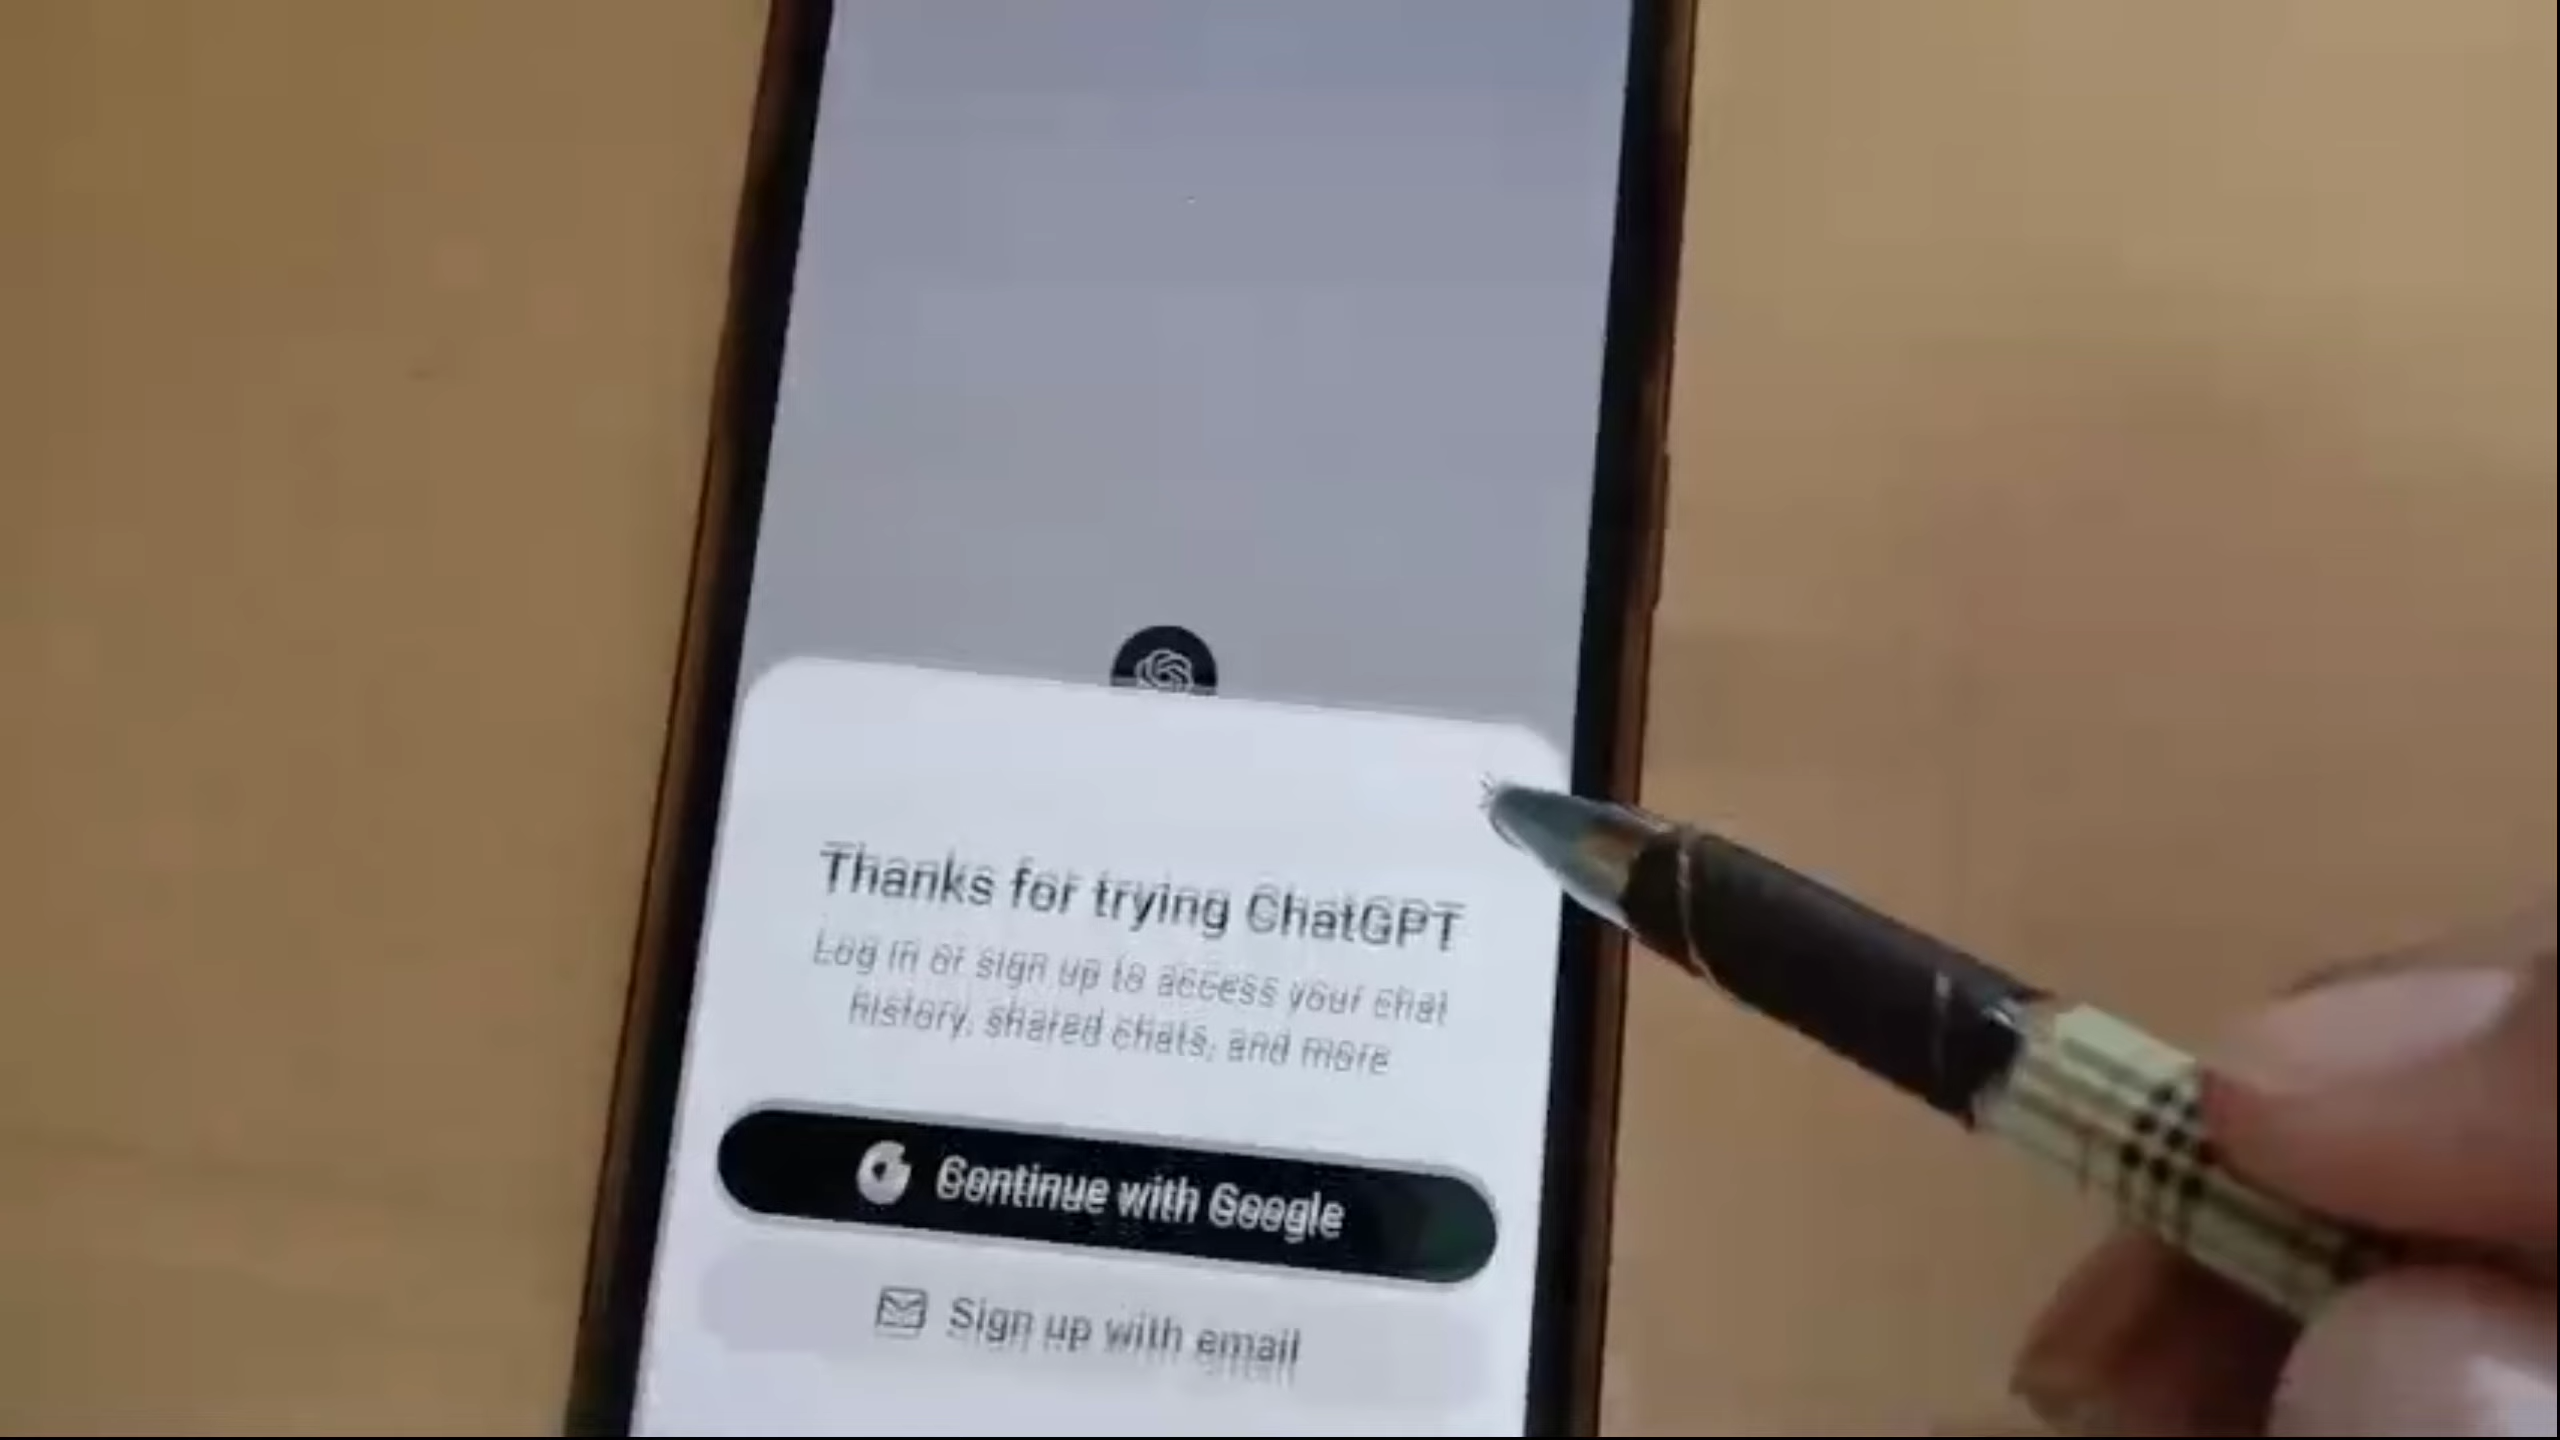 Thanks for trying ChatGPT
Log in or sign up to access your chat
history, shared chats, and more
Continue with Google
Sign up with email